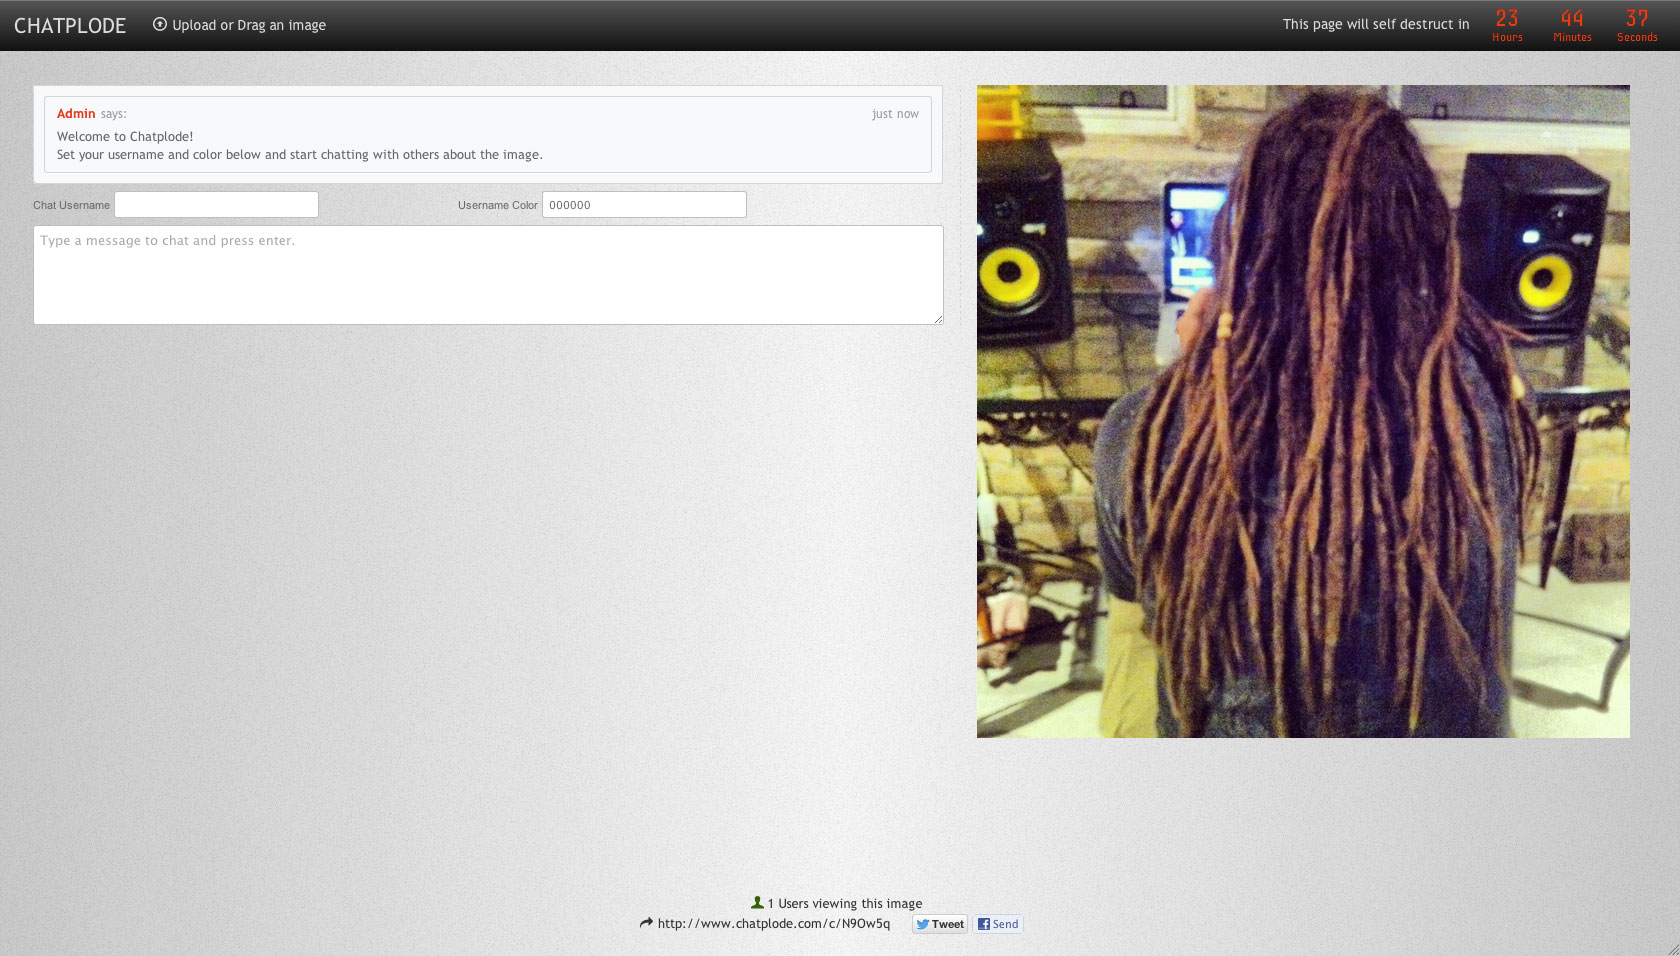 CHATPLODE
Upload or Drag an image
This page will self destruct in
23 44 37
Hours Minutes Seconds
Admin says: just now
Welcome to Chatplode!
Set your username and color below and start chatting with others about the image.
Chat Username
Username Color 000000
Type a message to chat and press enter.
1 Users viewing this image
http://www.chatplode.com/c/N9Ow5q Tweet Send